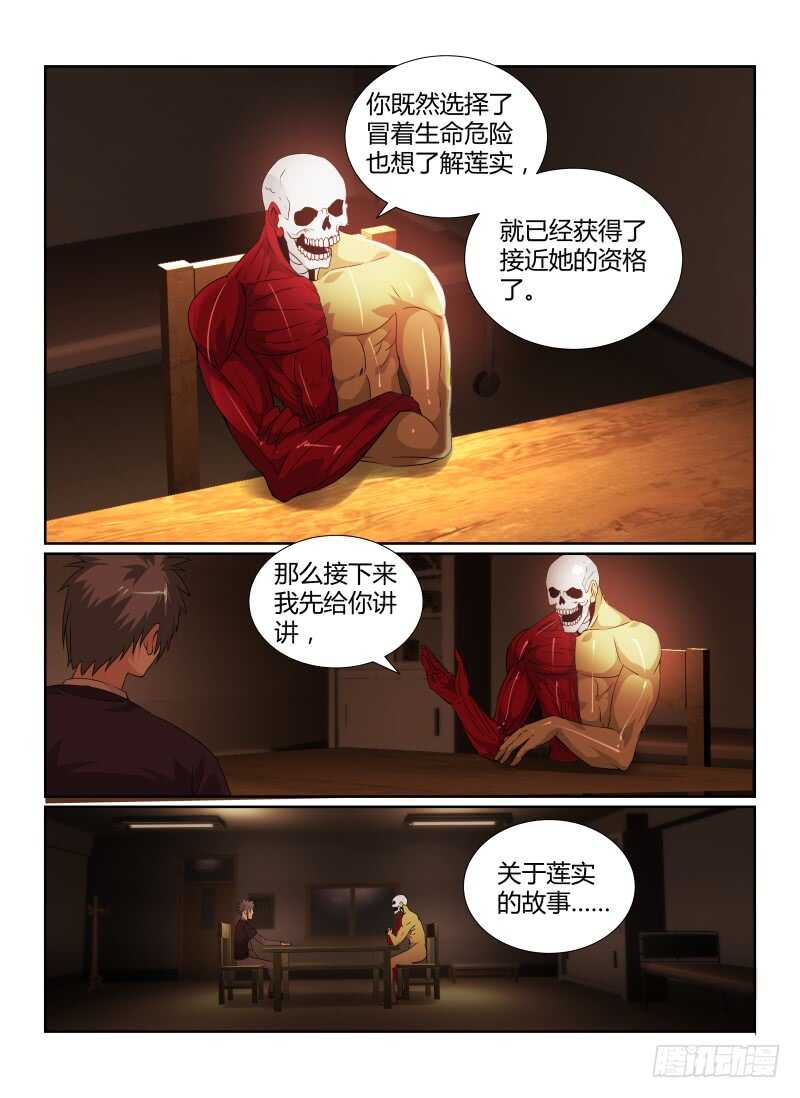 你既然选择了
冒着生命危险
也想了解莲实，
就已经获得了
接近她的资格
了。
那么接下来
我先给你讲
讲，
关于莲实
的故事……
腾讯动漫